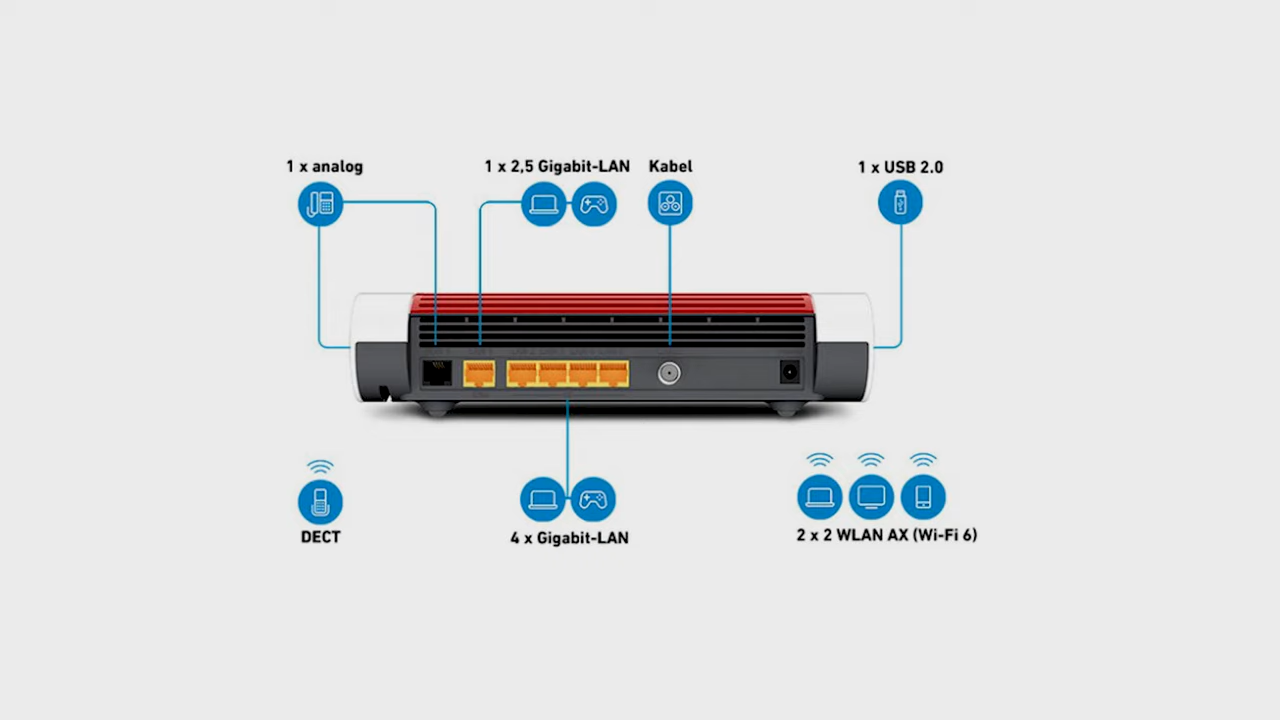 1 x analog
1 x 2,5 Gigabit-LAN
Kabel
1 x USB 2.0
DECT
4 x Gigabit-LAN
2 x 2 WLAN AX (Wi-Fi 6)